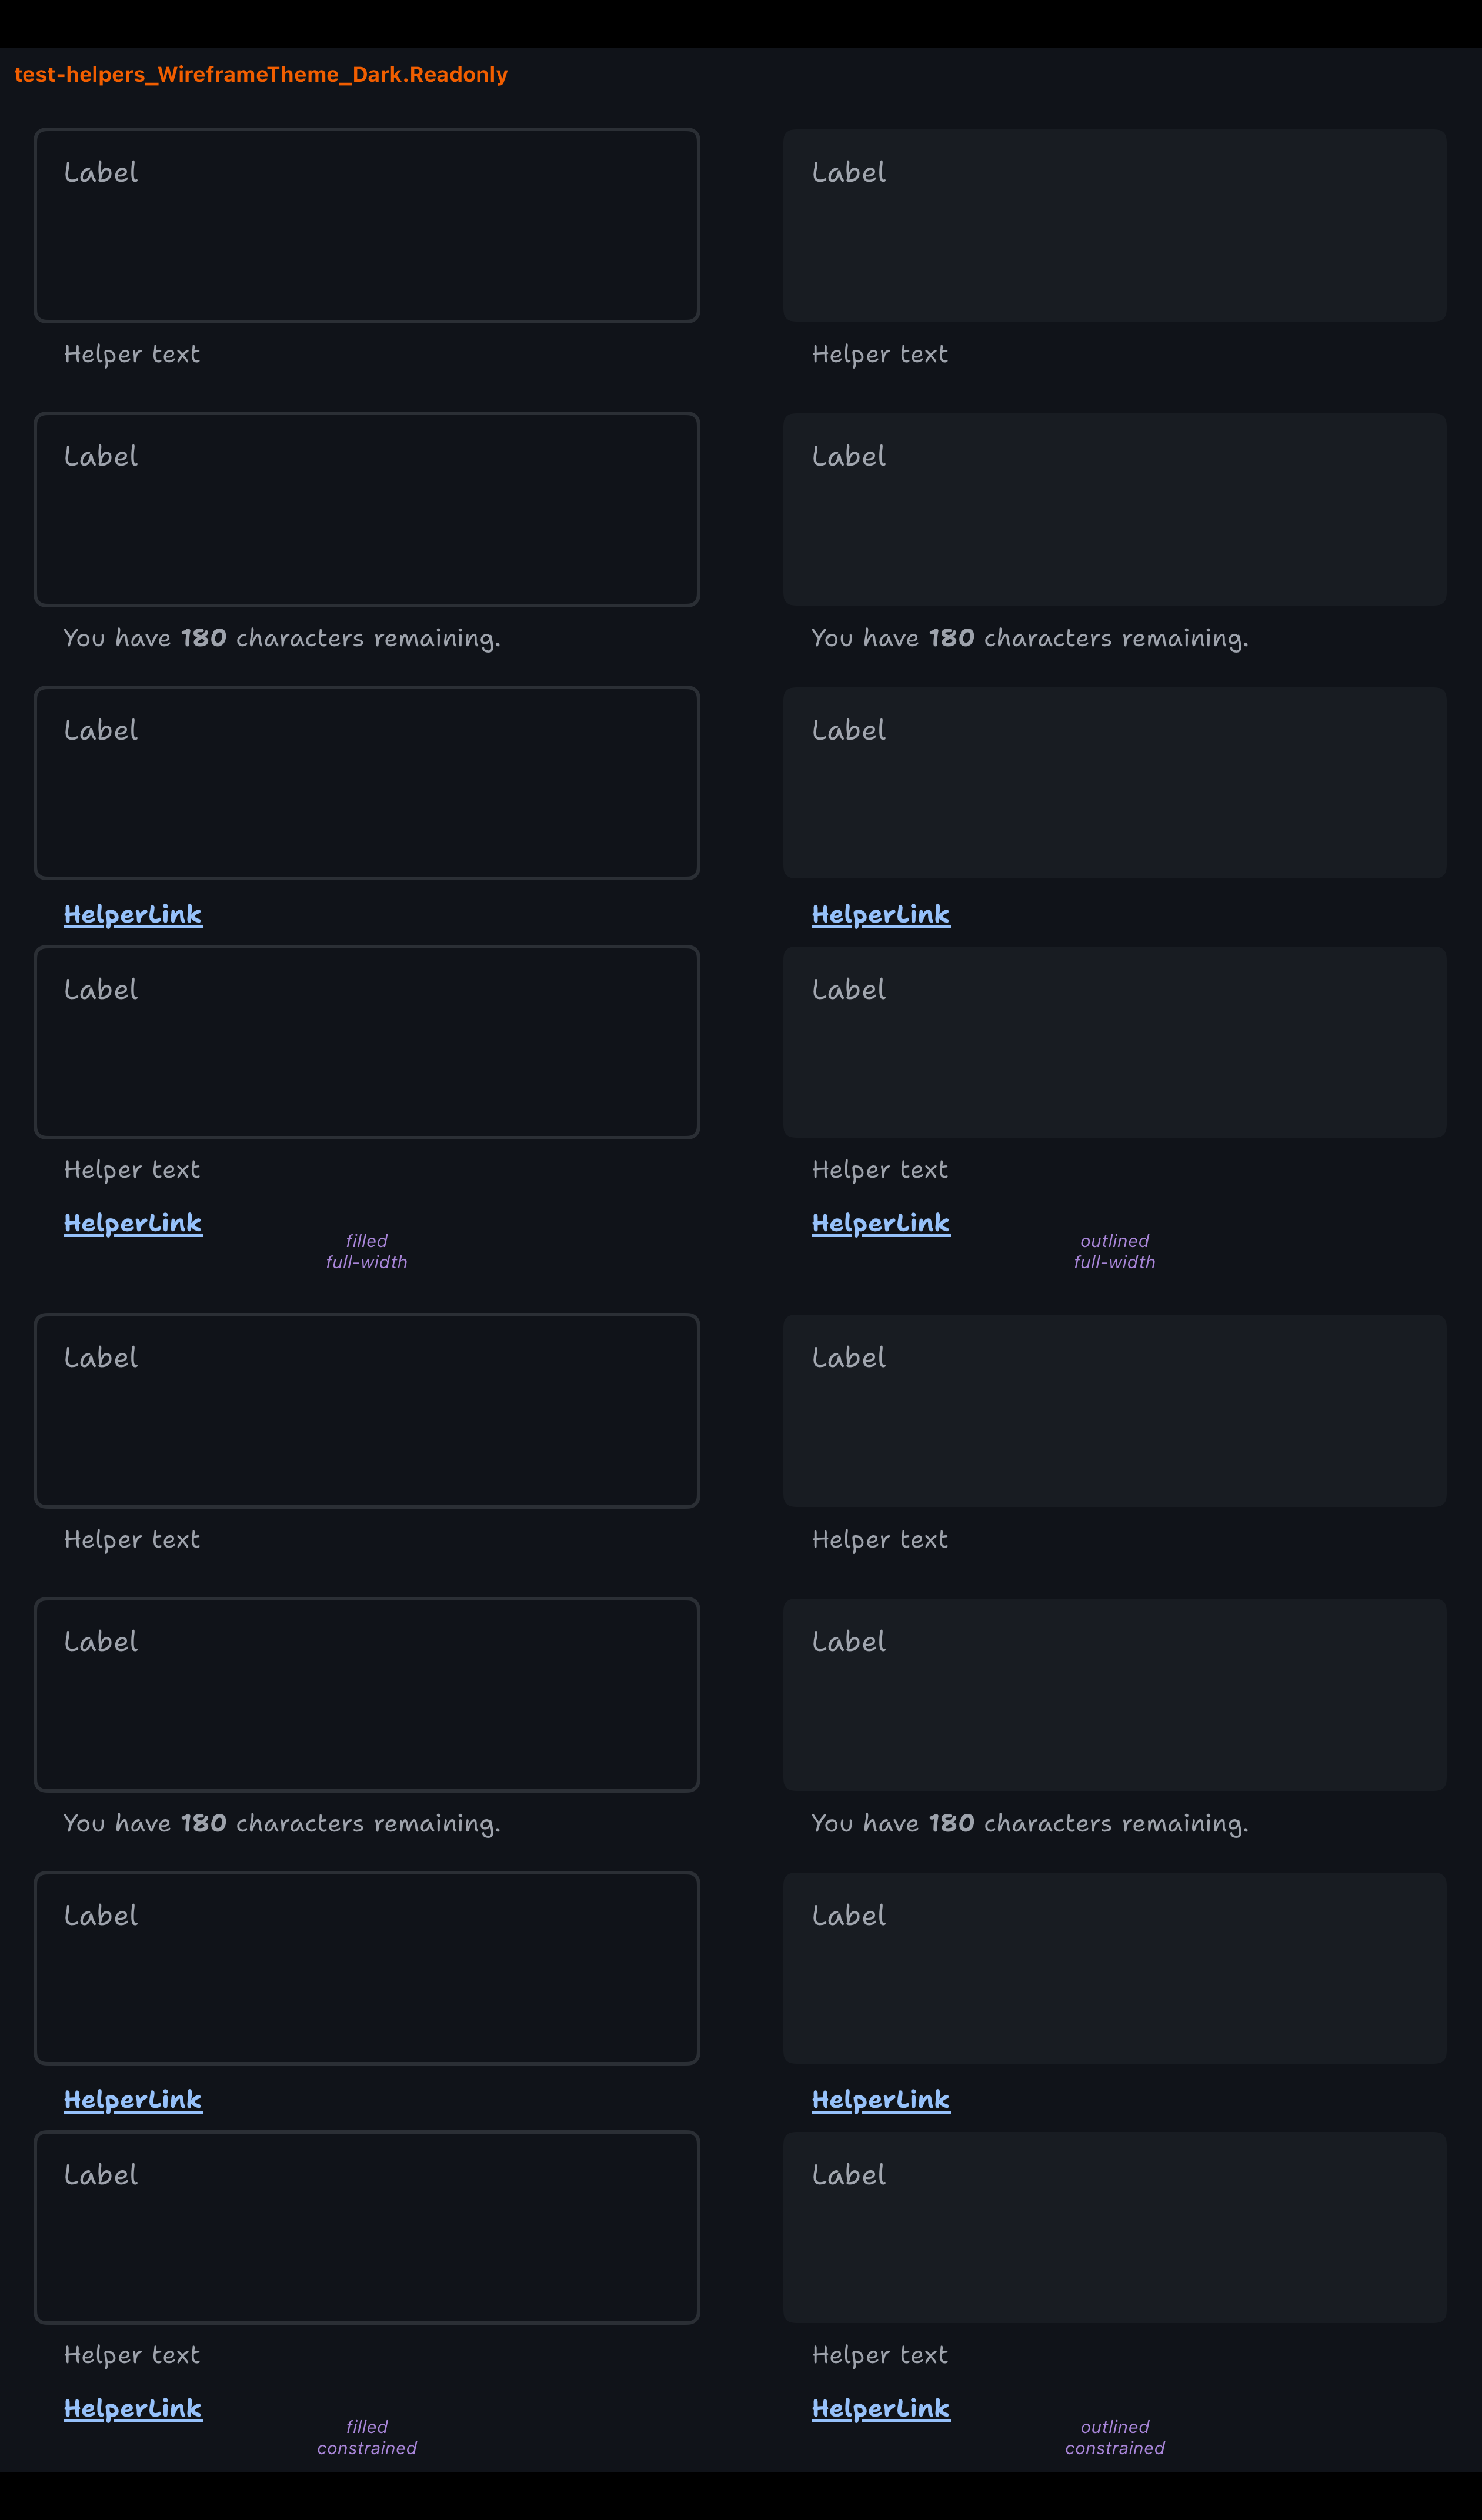 test-helpers_WireframeTheme_Dark.Readonly
Label
Label
Helper text
Helper text
Label
Label
You have 180 characters remaining.
You have 180 characters remaining.
Label
Label
HelperLink
HelperLink
Label
Label
Helper text
Helper text
HelperLink
HelperLink
filled
full-width
outlined
full-width
Label
Label
Helper text
Helper text
Label
Label
You have 180 characters remaining.
You have 180 characters remaining.
Label
Label
HelperLink
HelperLink
Label
Label
Helper text
Helper text
HelperLink
HelperLink
filled
constrained
outlined
constrained